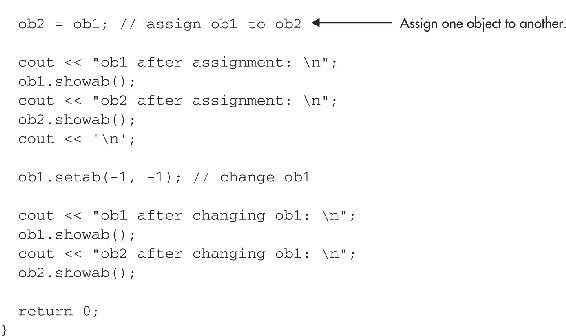 ob2 = ob1; // assign ob1 to ob2 Assign one object to another.
cout << "ob1 after assignment: \n";
ob1.showab();
cout << "ob2 after assignment: \n";
ob2.showab();
cout << '\n';
ob1.setab(-1, -1); // change ob1
cout << "ob1 after changing ob1: \n";
ob1.showab();
cout << "ob2 after changing ob1: \n";
ob2.showab();
return 0;
}